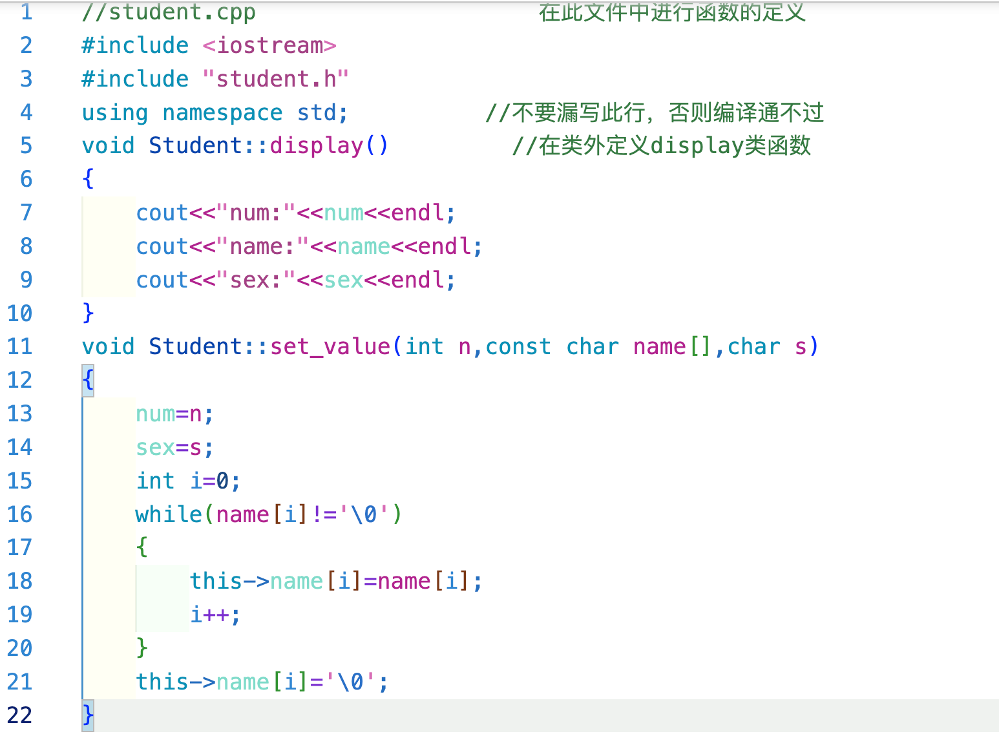 1 //student.cpp 在此文件中进行函数的定义
2 #include <iostream>
3 #include "student.h"
4 using namespace std; //不要漏写此行，否则编译通不过
5 void Student::display() //在类外定义display类函数
6 {
7 cout<<"num:"<<num<<endl;
8 cout<<"name:"<<name<<endl;
9 cout<<"sex:"<<sex<<endl;
10 }
11 void Student::set_value(int n,const char name[],char s)
12 {
13 num=n;
14 sex=s;
15 int i=0;
16 while(name[i]!='\0')
17 {
18 this->name[i]=name[i];
19 i++;
20 }
21 this->name[i]='\0';
22 }